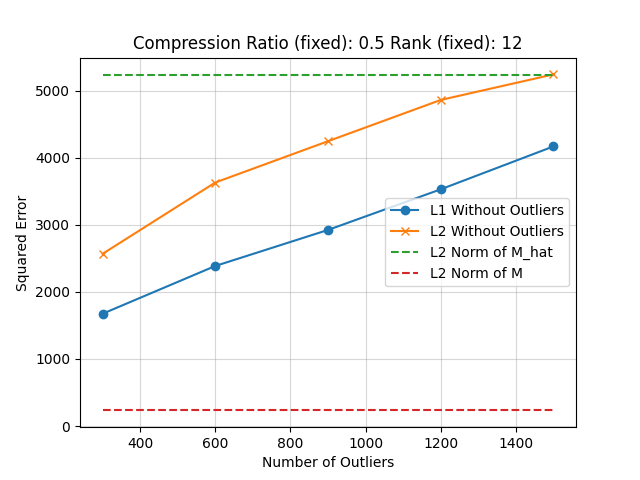 Compression Ratio (fixed): 0.5 Rank (fixed): 12
Squared Error
5000
4000
3000
2000
1000
0
L1 Without Outliers
L2 Without Outliers
L2 Norm of M_hat
L2 Norm of M
400 600 800 1000 1200 1400
Number of Outliers